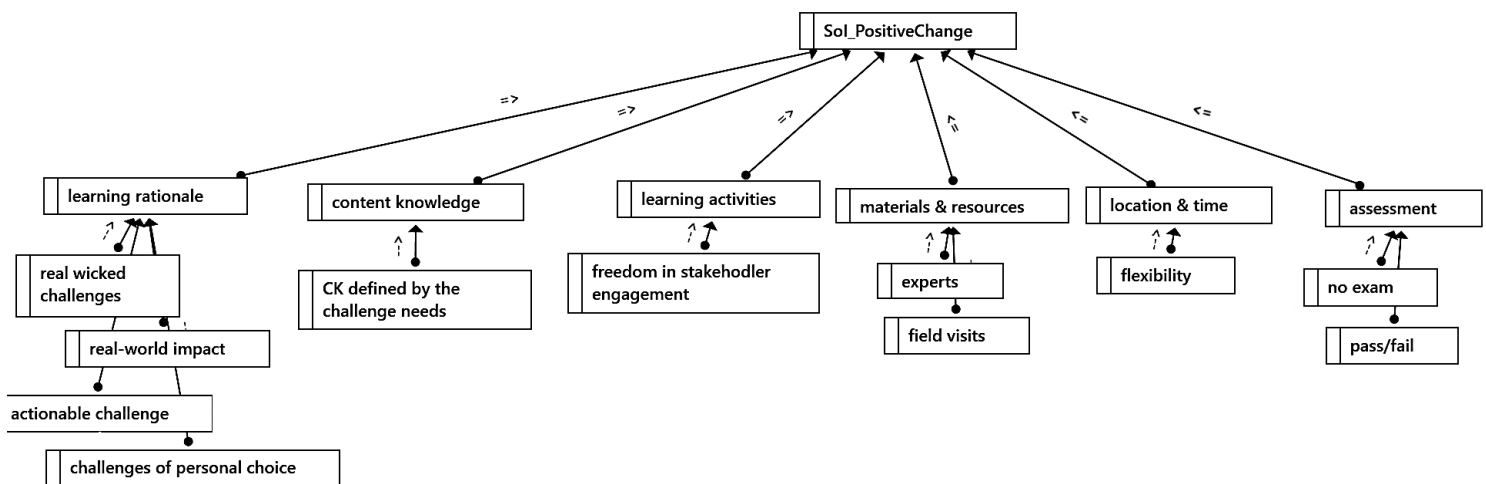 SoI_PositiveChange
=>
=>
=>
<=
<=
<=
learning rationale
content knowledge
learning activities
materials & resources
location & time
assessment
real wicked
challenges
CK defined by the
challenge needs
freedom in stakehodler
engagement
experts
flexibility
no exam
field visits
real-world impact
pass/fail
actionable challenge
challenges of personal choice